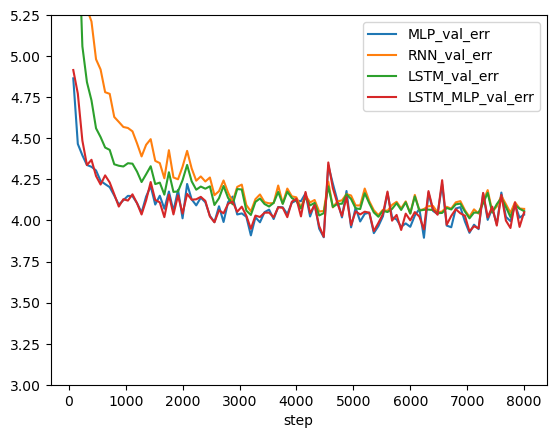 5.25
5.00
4.75
4.50
4.25
4.00
3.75
3.50
3.25
3.00
MLP_val_err
RNN_val_err
LSTM_val_err
LSTM_MLP_val_err
0 1000 2000 3000 4000 5000 6000 7000 8000
step